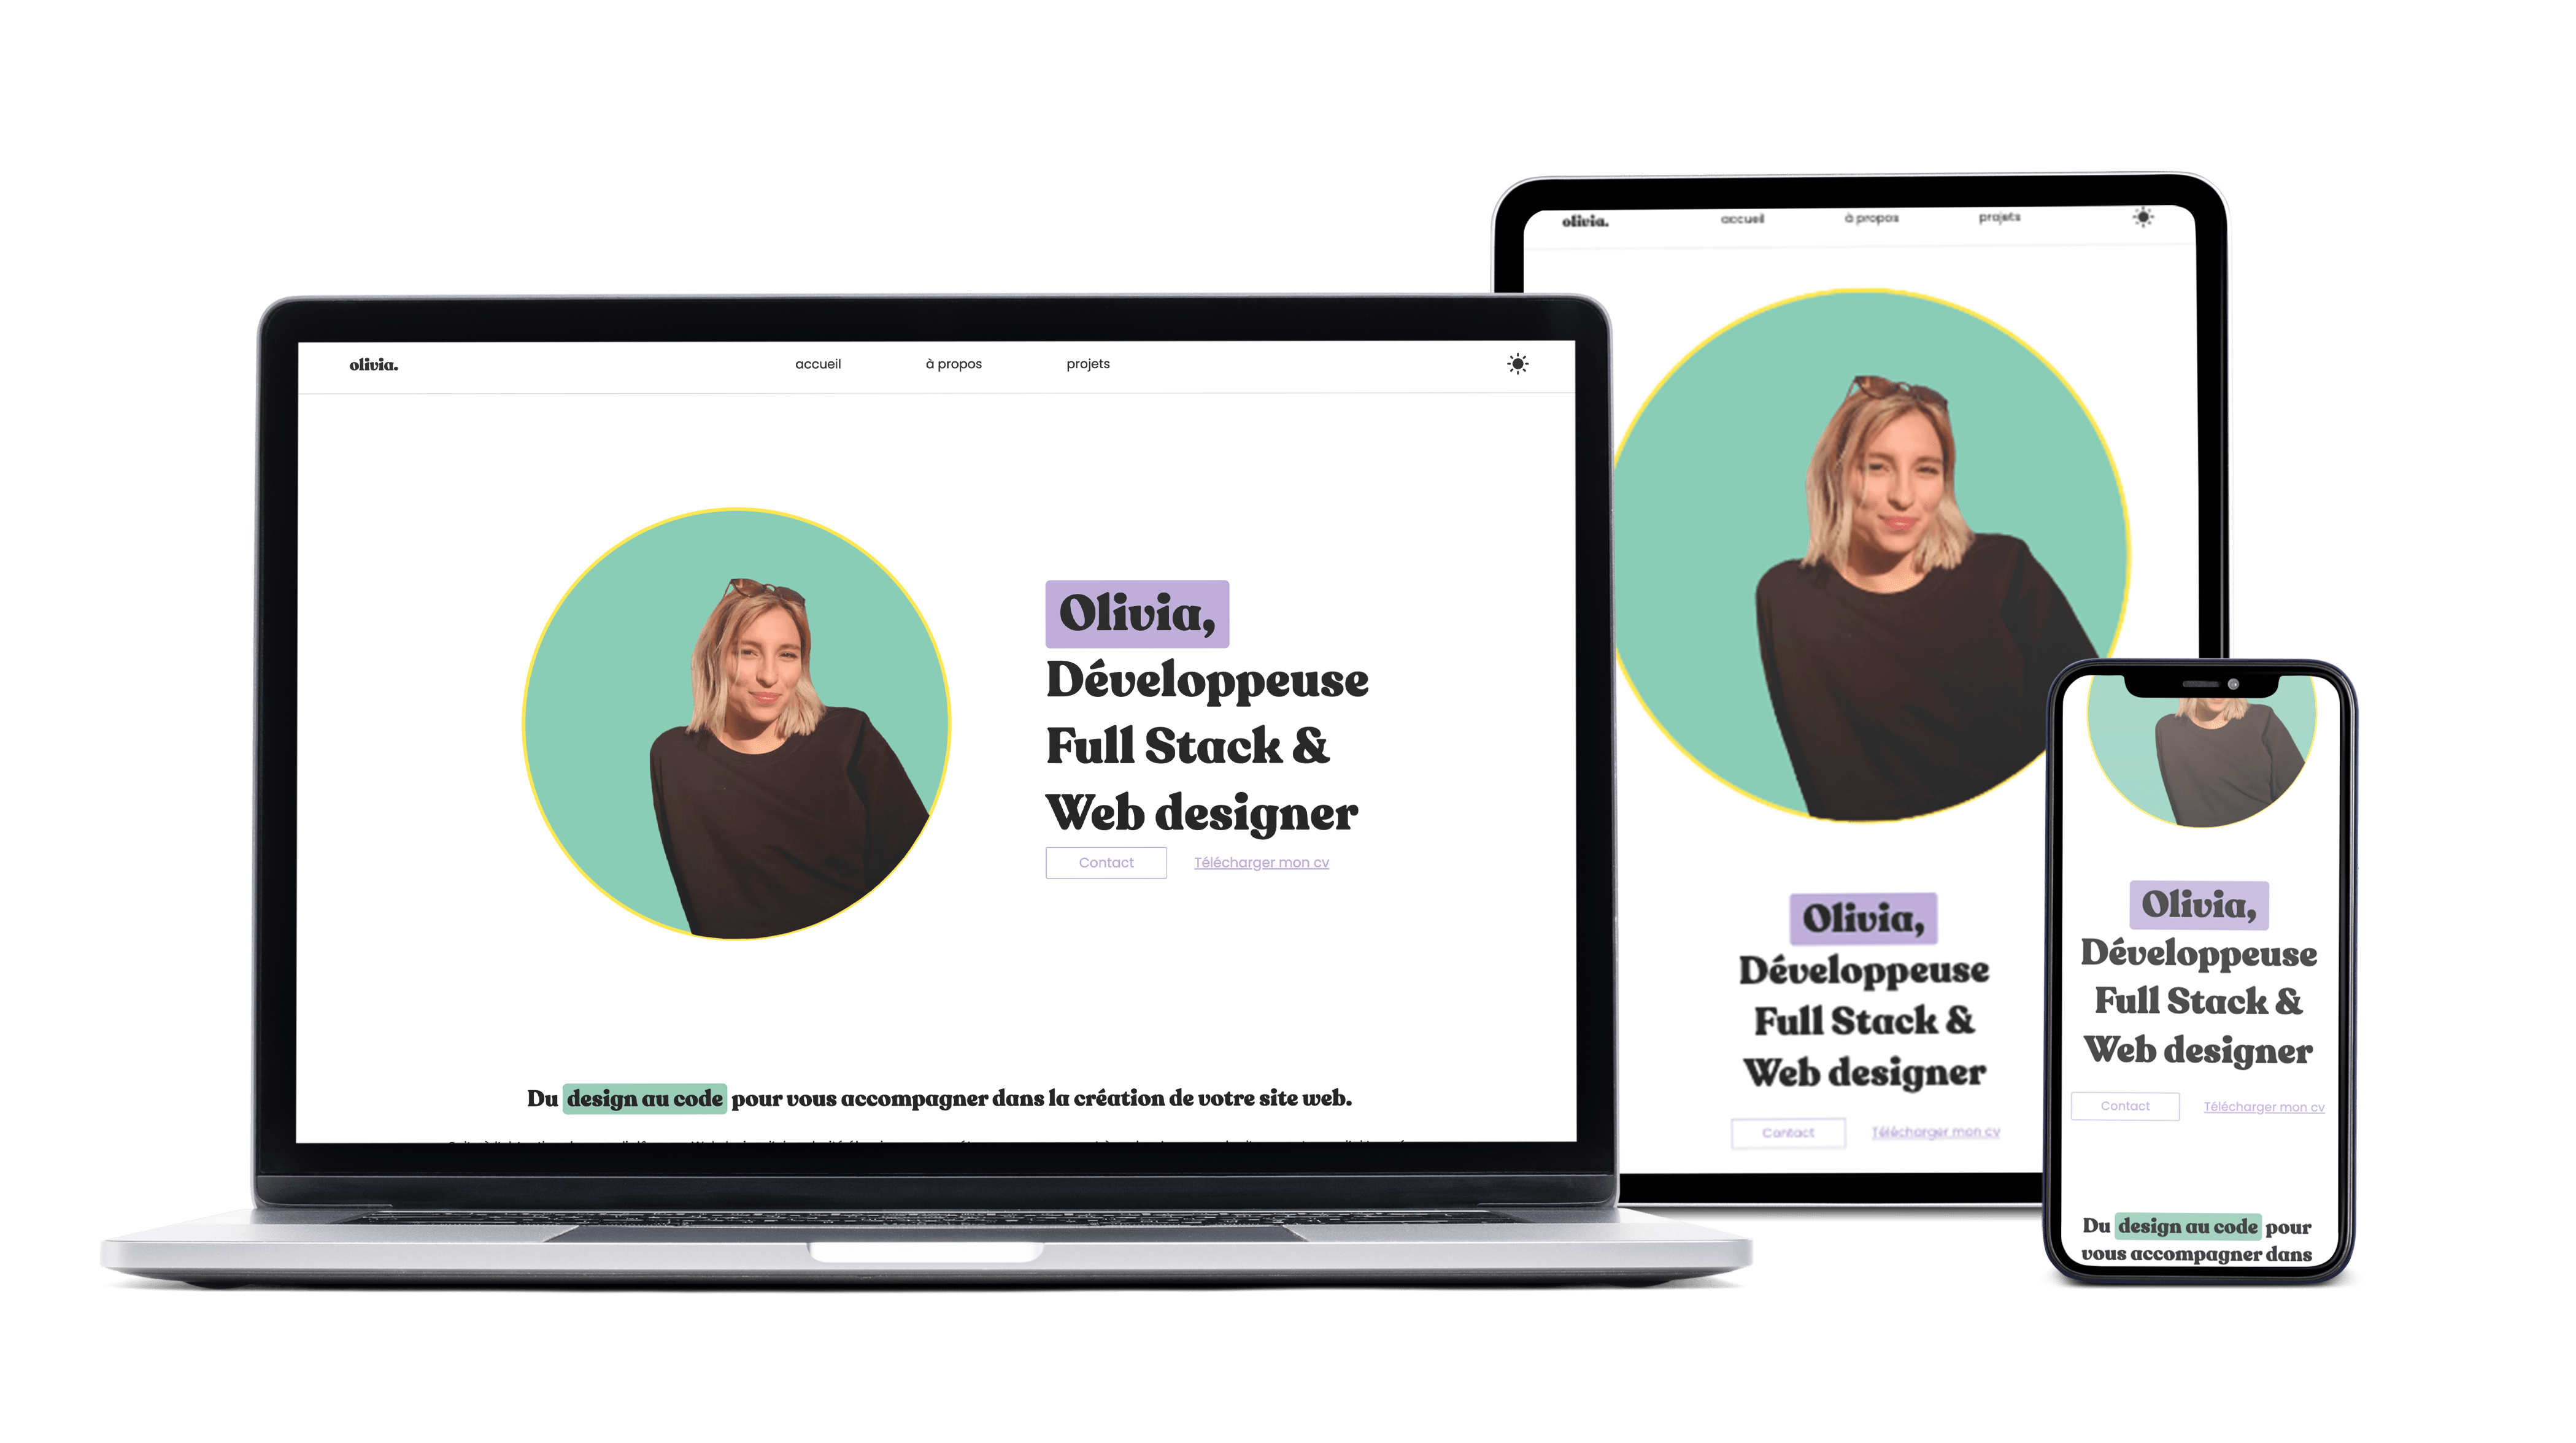 olivia.
accueil
à propos
projets
Olivia,
Développeuse
Full Stack &
Web designer
Contact
Télécharger mon cv
Du design au code pour vous accompagner dans la création de votre site web.
olivia.
accueil
à propos
projets
Olivia,
Développeuse
Full Stack &
Web designer
Contact
Télécharger mon cv
Olivia,
Développeuse
Full Stack &
Web designer
Contact
Télécharger mon cv
Du design au code pour
vous accompagner dans